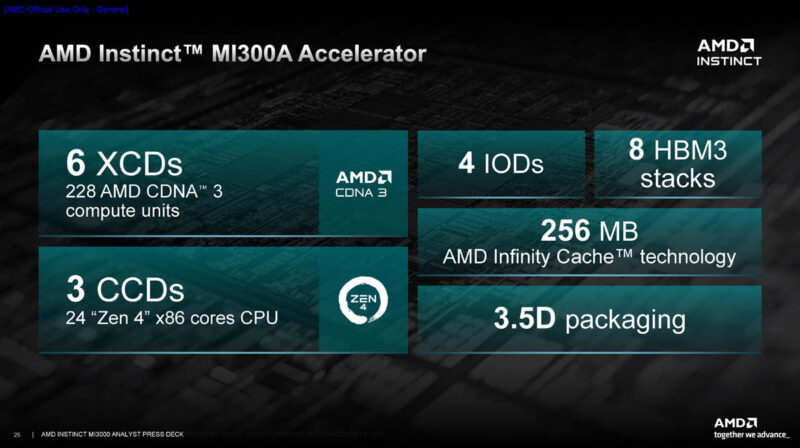 [AMD Official Use Only - General]
AMD Instinct™ MI300A Accelerator
AMD
INSTINCT
6 XCDs
228 AMD CDNA™ 3
compute units
AMD
CDNA 3
4 IODs
8 HBM3
stacks
256 MB
AMD Infinity Cache™ technology
3 CCDs
24 “Zen 4” x86 cores CPU
ZEN
4
3.5D packaging
25 | AMD INSTINCT MI3000 ANALYST PRESS DECK
AMD
together we advance_